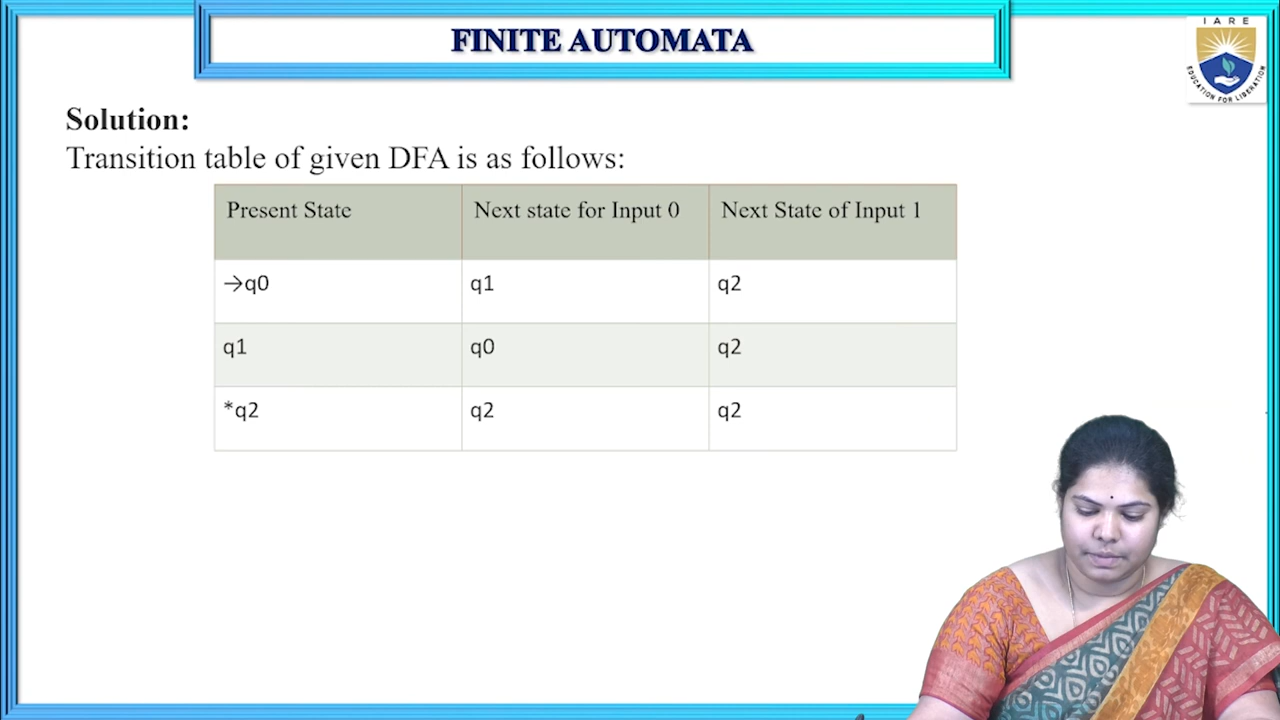 FINITE AUTOMATA
IARE
EDUCATION FOR LIBERATION
Solution:
Transition table of given DFA is as follows:
Present State Next state for Input 0 Next State of Input 1
→q0 q1 q2
q1 q0 q2
*q2 q2 q2